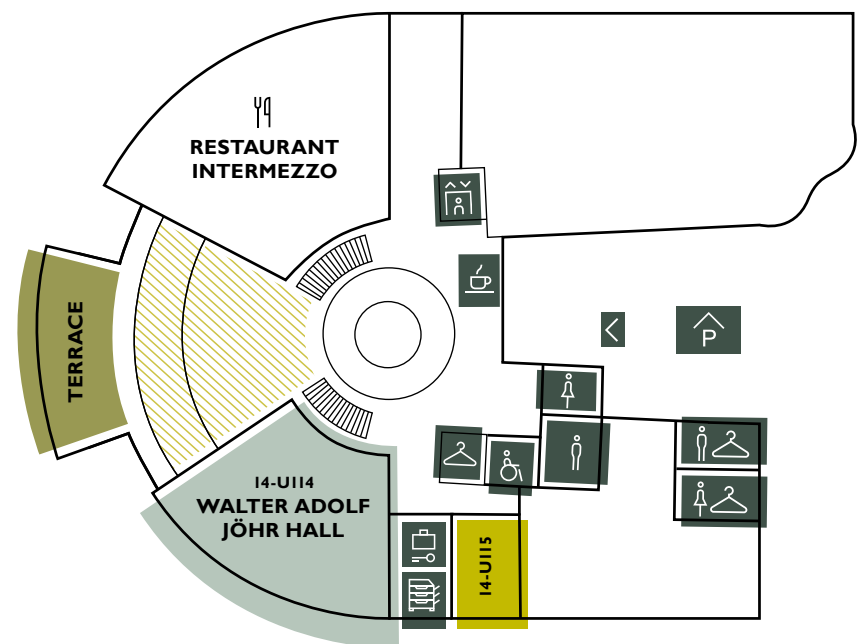 RESTAURANT
INTERMEZZO
TERRACE
P
14-U114
WALTER ADOLF
JÖHR HALL
14-U115